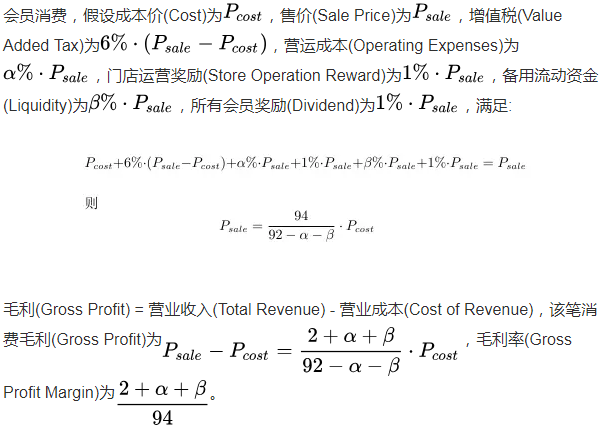 会员消费，假设成本价(Cost)为$P_{cost}$，售价(Sale Price)为$P_{sale}$，增值税(Value
Added Tax)为$6\% \cdot (P_{sale} - P_{cost})$，营运成本(Operating Expenses)为
$\alpha\% \cdot P_{sale}$，门店运营奖励(Store Operation Reward)为$1\% \cdot P_{sale}$，备用流动资金
(Liquidity)为$\beta\% \cdot P_{sale}$，所有会员奖励(Dividend)为$1\% \cdot P_{sale}$，满足:
$P_{cost}+6\%\cdot(P_{sale}-P_{cost})+\alpha\%\cdot P_{sale}+1\%\cdot P_{sale}+\beta\%\cdot P_{sale}+1\%\cdot P_{sale} = P_{sale}$
则
$P_{sale} = \frac{94}{92-\alpha-\beta} \cdot P_{cost}$
毛利(Gross Profit) = 营业收入(Total Revenue) - 营业成本(Cost of Revenue)，该笔消
费毛利(Gross Profit)为$P_{sale} - P_{cost} = \frac{2+\alpha+\beta}{92-\alpha-\beta} \cdot P_{cost}$，毛利率(Gross
Profit Margin)为$\frac{2+\alpha+\beta}{94}$。